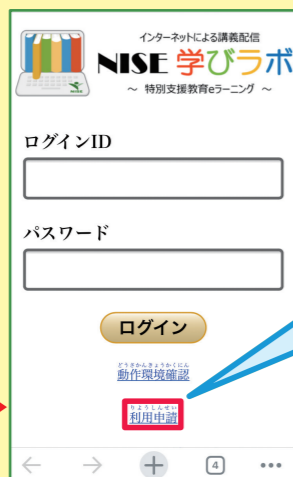 インターネットによる講義配信
NISE 学びラボ
～ 特別支援教育eラーニング ～
ログインID
パスワード
ログイン
どうさかんきょうかくにん
動作環境確認
りようしんせい
利用申請
4